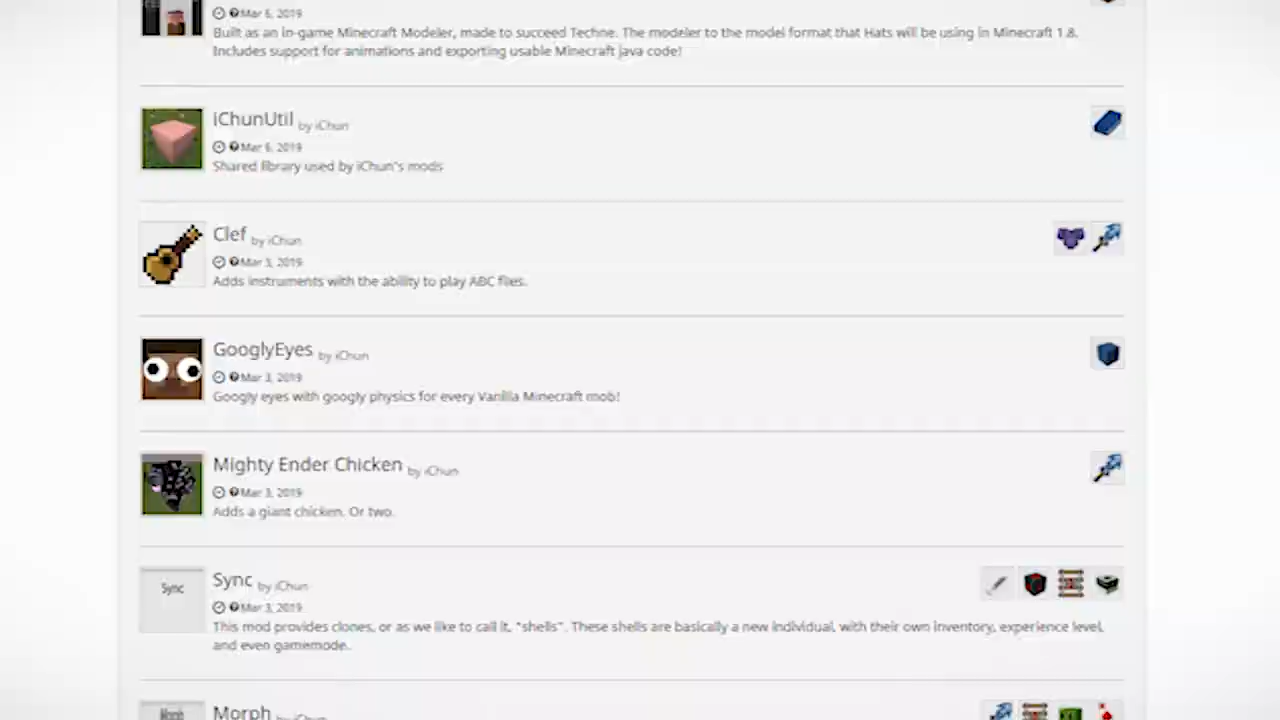 Mar 6, 2019
Built as an in-game Minecraft Modeler, made to succeed Techne. The modeler to the model format that Hats will be using in Minecraft 1.8.
Includes support for animations and exporting usable Minecraft java code!
iChunUtil by iChun
Mar 6, 2019
Shared library used by iChun's mods
Clef by iChun
Mar 3, 2019
Adds instruments with the ability to play ABC files.
GooglyEyes by iChun
Mar 3, 2019
Googly eyes with googly physics for every Vanilla Minecraft mob!
Mighty Ender Chicken by iChun
Mar 3, 2019
Adds a giant chicken. Or two.
Sync
Sync by iChun
Mar 3, 2019
This mod provides clones, or as we like to call it, "shells". These shells are basically a new individual, with their own inventory, experience level,
and even gamemode.
Morph
Morph by iChun